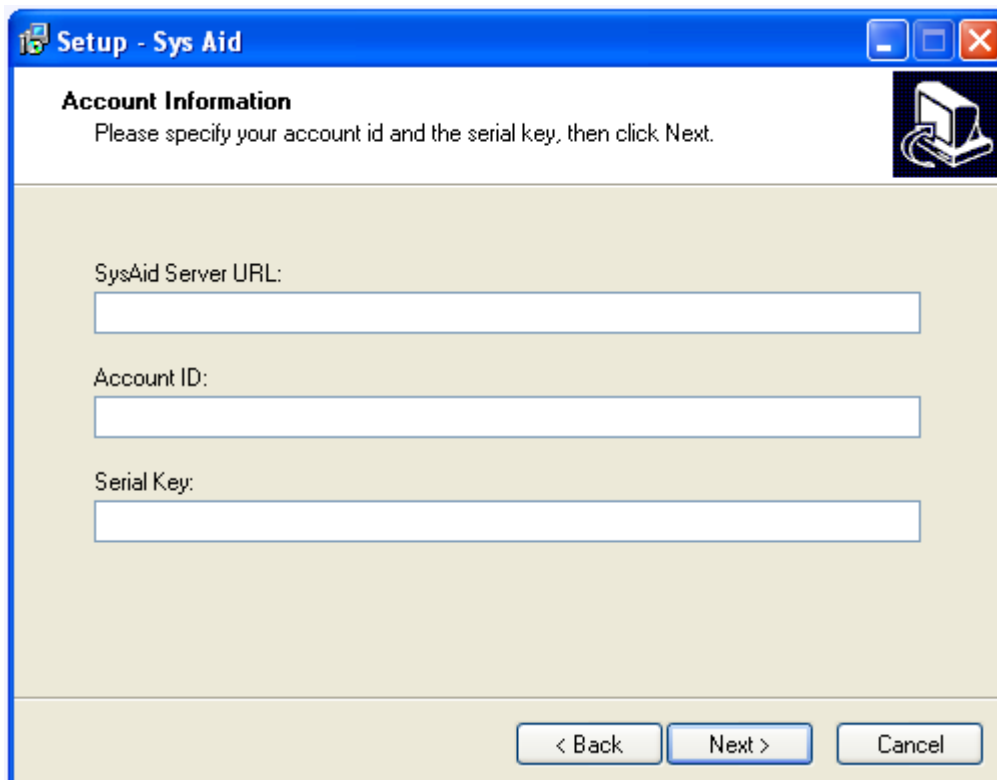 Setup - Sys Aid
Account Information
Please specify your account id and the serial key, then click Next.
SysAid Server URL:
Account ID:
Serial Key:
< Back Next > Cancel